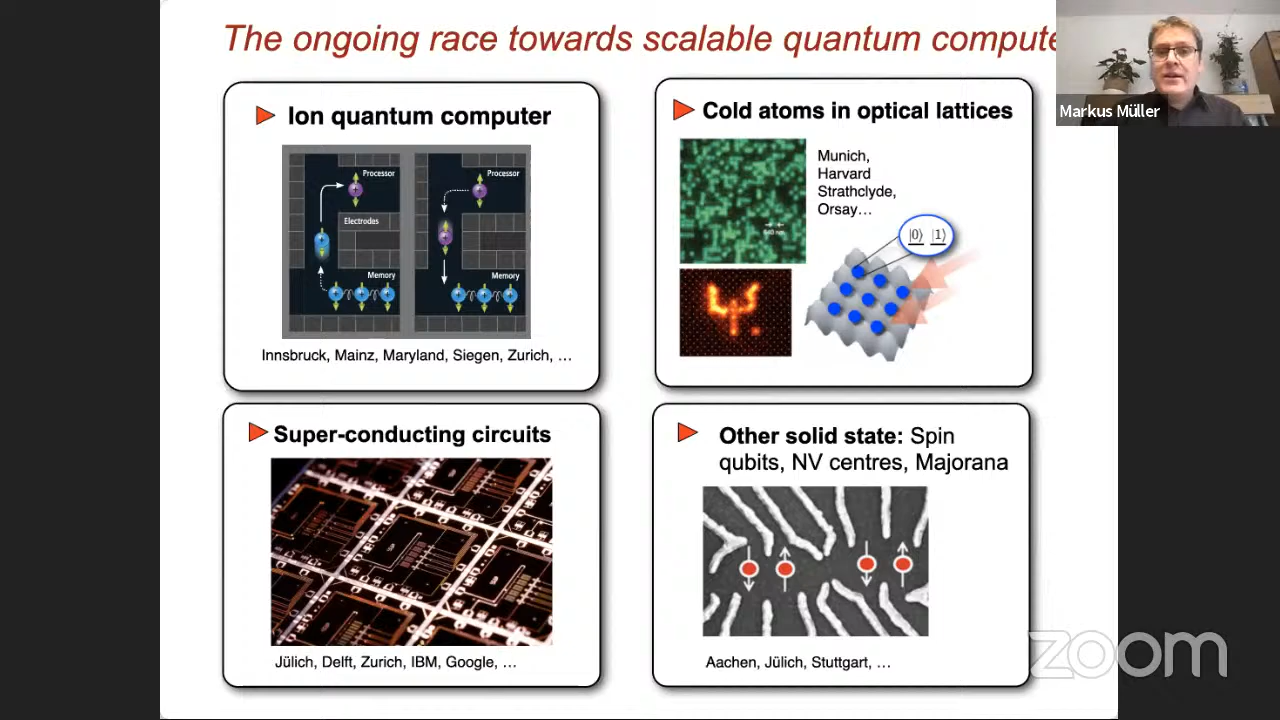 The ongoing race towards scalable quantum compute
Markus Müller
Ion quantum computer
Processor
Processor
Electrodes
Memory
Memory
Innsbruck, Mainz, Maryland, Siegen, Zurich, …
Cold atoms in optical lattices
Munich,
Harvard
Strathclyde,
Orsay…
|0⟩ |1⟩
Super-conducting circuits
Jülich, Delft, Zurich, IBM, Google, …
Other solid state: Spin
qubits, NV centres, Majorana
Aachen, Jülich, Stuttgart, …
zoom